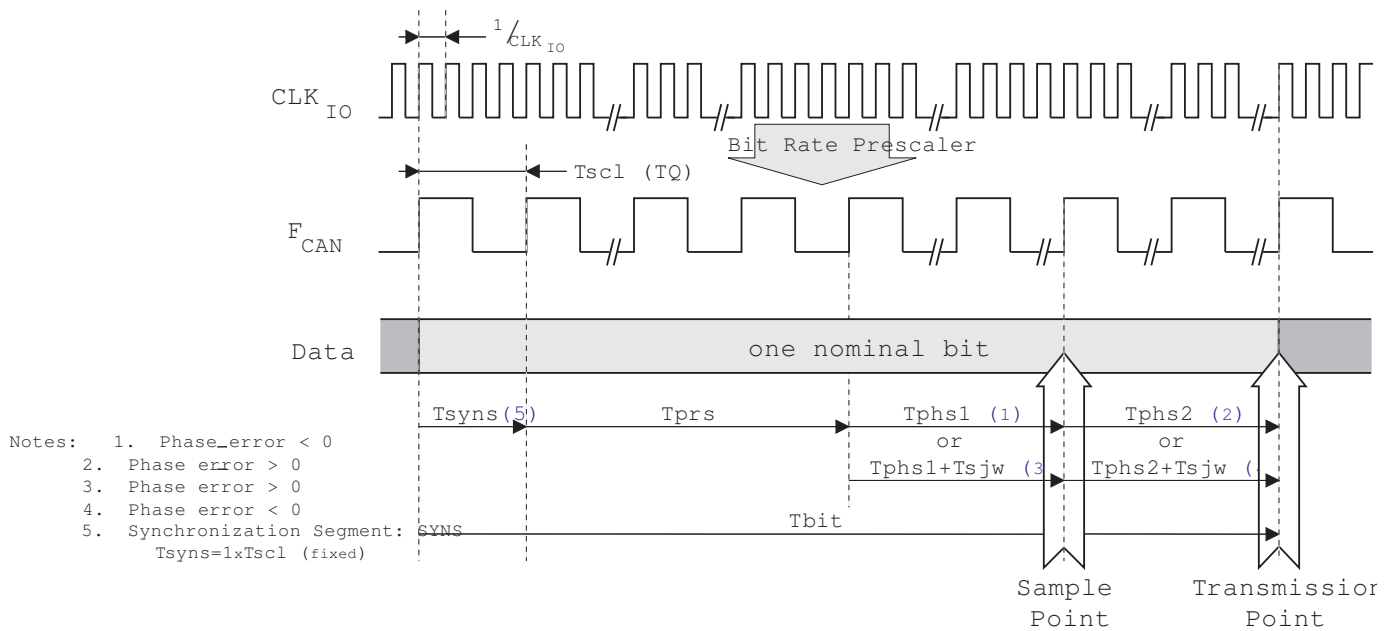 1/CLK IO
CLK IO
Bit Rate Prescaler
Tscl (TQ)
F CAN
Data
one nominal bit
Tsyns(5)
Tprs
Tphs1 (1)
Tphs2 (2)
or
or
Tphs1+Tsjw (3
Tphs2+Tsjw (
Tbit
Notes: 1. Phase_error < 0
2. Phase error > 0
3. Phase error > 0
4. Phase error < 0
5. Synchronization Segment: SYNS
Tsyns=1xTscl (fixed)
Sample
Point
Transmission
Point